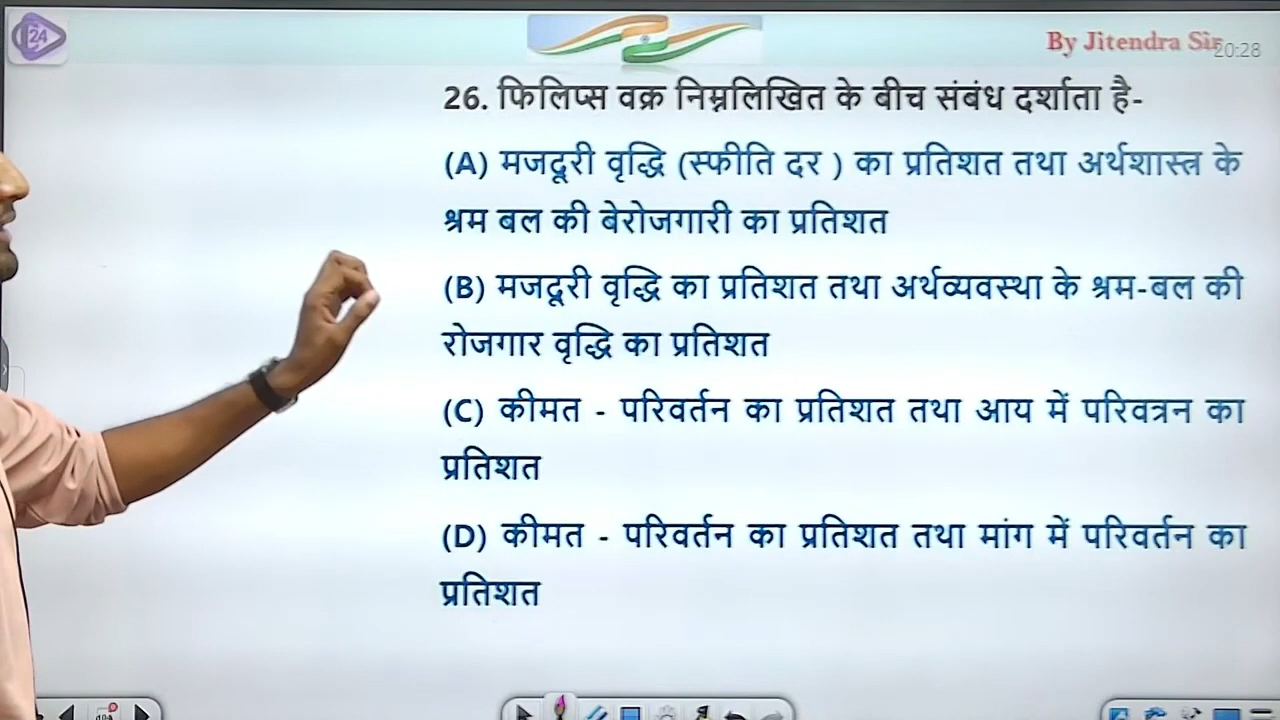 24
By Jitendra Sir
20:28
26. फिलिप्स वक्र निम्नलिखित के बीच संबंध दर्शाता है-
(A) मजदूरी वृद्धि (स्फीति दर ) का प्रतिशत तथा अर्थशास्त्र के
श्रम बल की बेरोजगारी का प्रतिशत
(B) मजदूरी वृद्धि का प्रतिशत तथा अर्थव्यवस्था के श्रम-बल की
रोजगार वृद्धि का प्रतिशत
(C) कीमत - परिवर्तन का प्रतिशत तथा आय में परिवत्रन का
प्रतिशत
(D) कीमत - परिवर्तन का प्रतिशत तथा मांग में परिवर्तन का
प्रतिशत